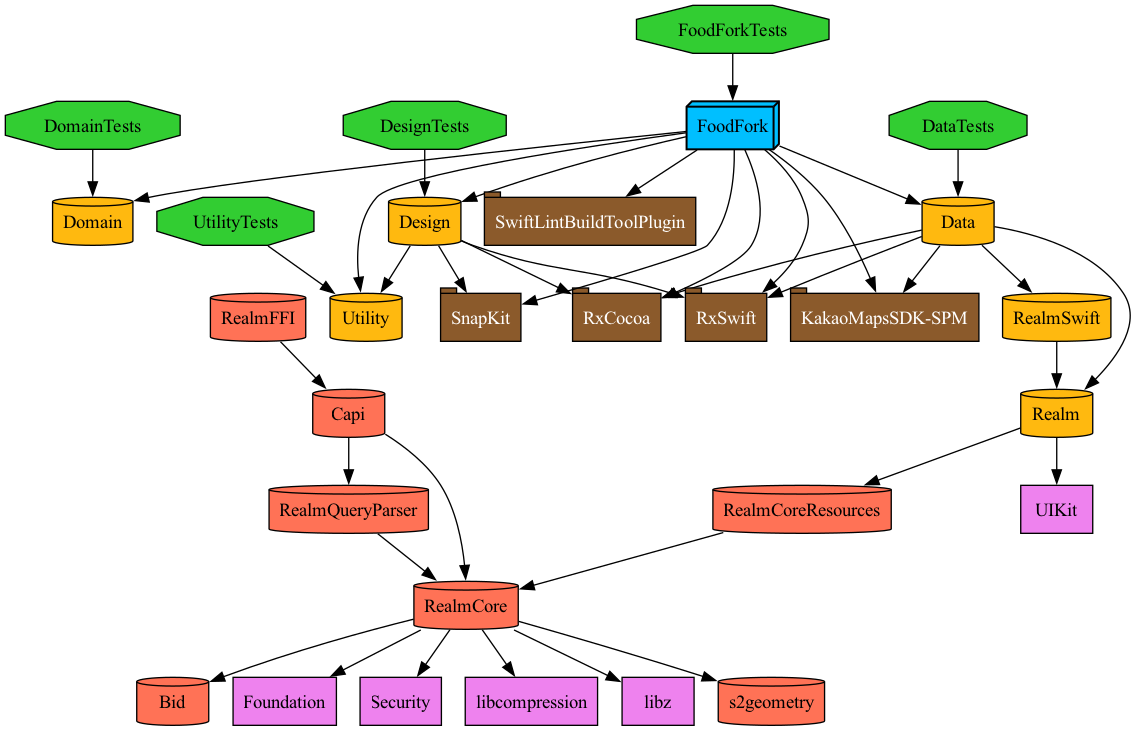 FoodForkTests
DomainTests
DesignTests
FoodFork
DataTests
Domain
UtilityTests
Design
SwiftLintBuildToolPlugin
Data
RealmFFI
Utility
SnapKit
RxCocoa
RxSwift
KakaoMapsSDK-SPM
RealmSwift
Capi
Realm
RealmQueryParser
RealmCoreResources
UIKit
RealmCore
Bid
Foundation
Security
libcompression
libz
s2geometry